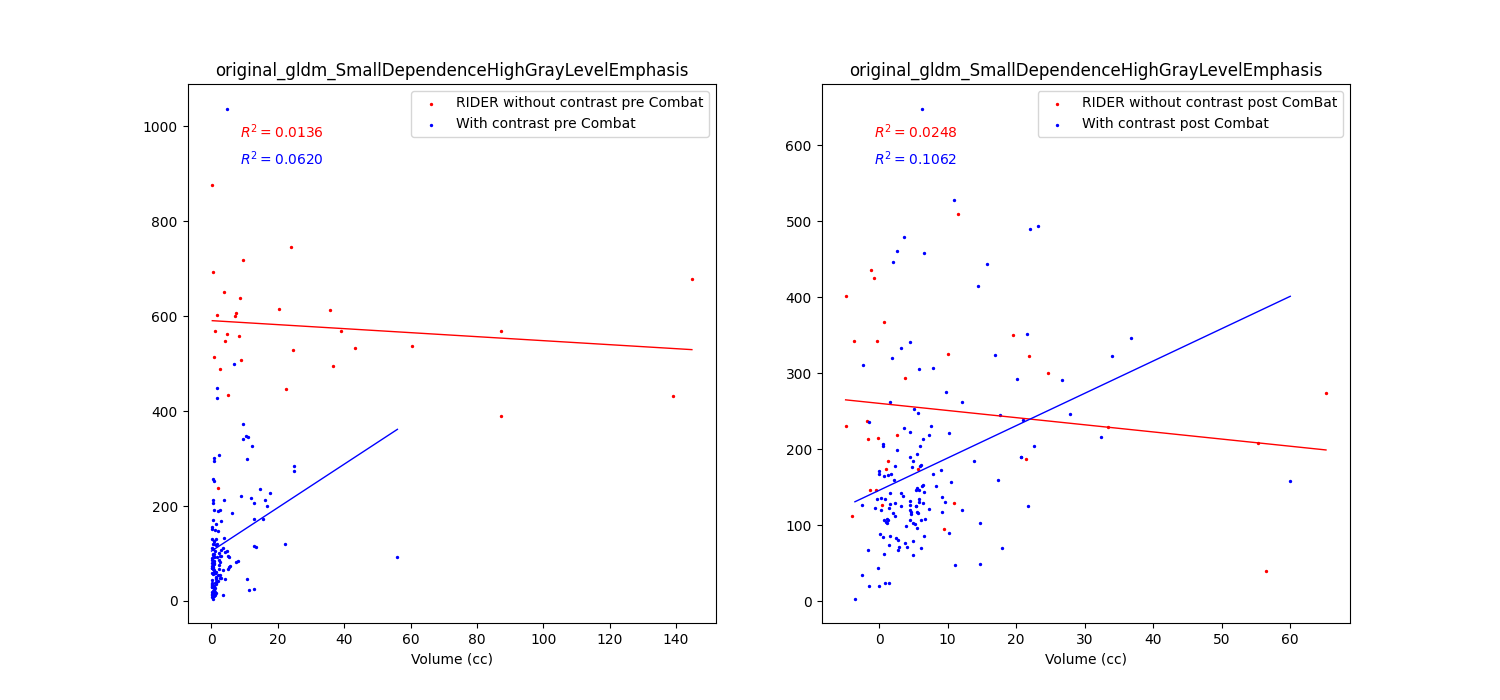 original_gldm_SmallDependenceHighGrayLevelEmphasis
RIDER without contrast pre Combat
With contrast pre Combat
R² = 0.0136
R² = 0.0620
1000
800
600
400
200
0
0 20 40 60 80 100 120 140
Volume (cc)
original_gldm_SmallDependenceHighGrayLevelEmphasis
RIDER without contrast post ComBat
With contrast post Combat
R² = 0.0248
R² = 0.1062
600
500
400
300
200
100
0
0 10 20 30 40 50 60
Volume (cc)